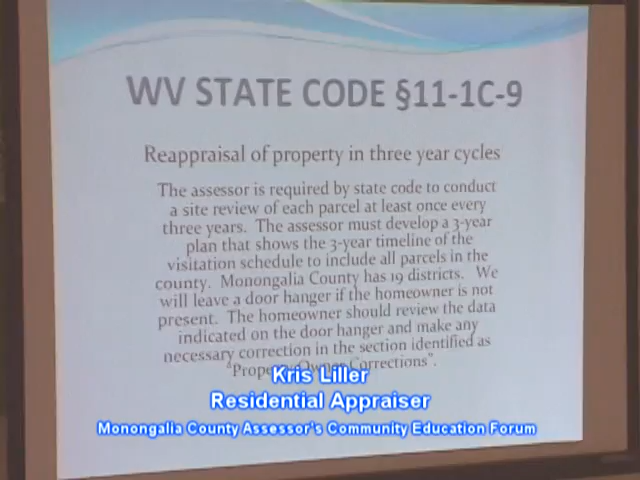 WV STATE CODE §11-1C-9
Reappraisal of property in three year cycles
The assessor is required by state code to conduct
a site review of each parcel at least once every
three years. The assessor must develop a 3-year
plan that shows the 3-year timeline of the
visitation schedule to include all parcels in the
county. Monongalia County has 19 districts. We
will leave a door hanger if the homeowner is not
present. The homeowner should review the data
indicated on the door hanger and make any
necessary correction in the section identified as
"Property Owner Corrections".
Kris Liller
Residential Appraiser
Monongalia County Assessor's Community Education Forum